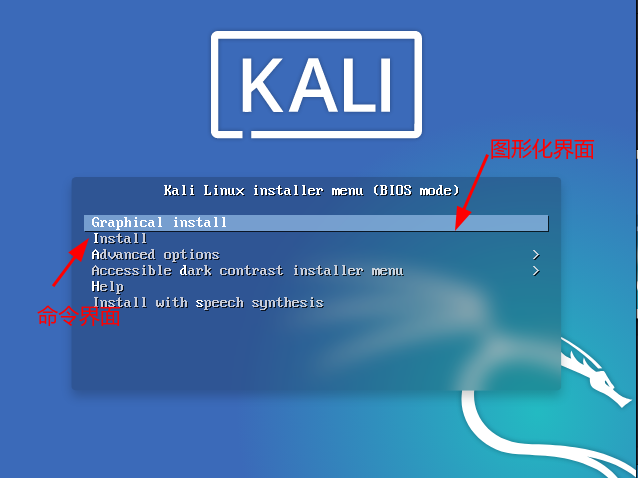 KALI
图形化界面
Kali Linux installer menu (BIOS mode)
Graphical install
Install
Advanced options >
Accessible dark contrast installer menu >
Help
Install with speech synthesis
命令界面